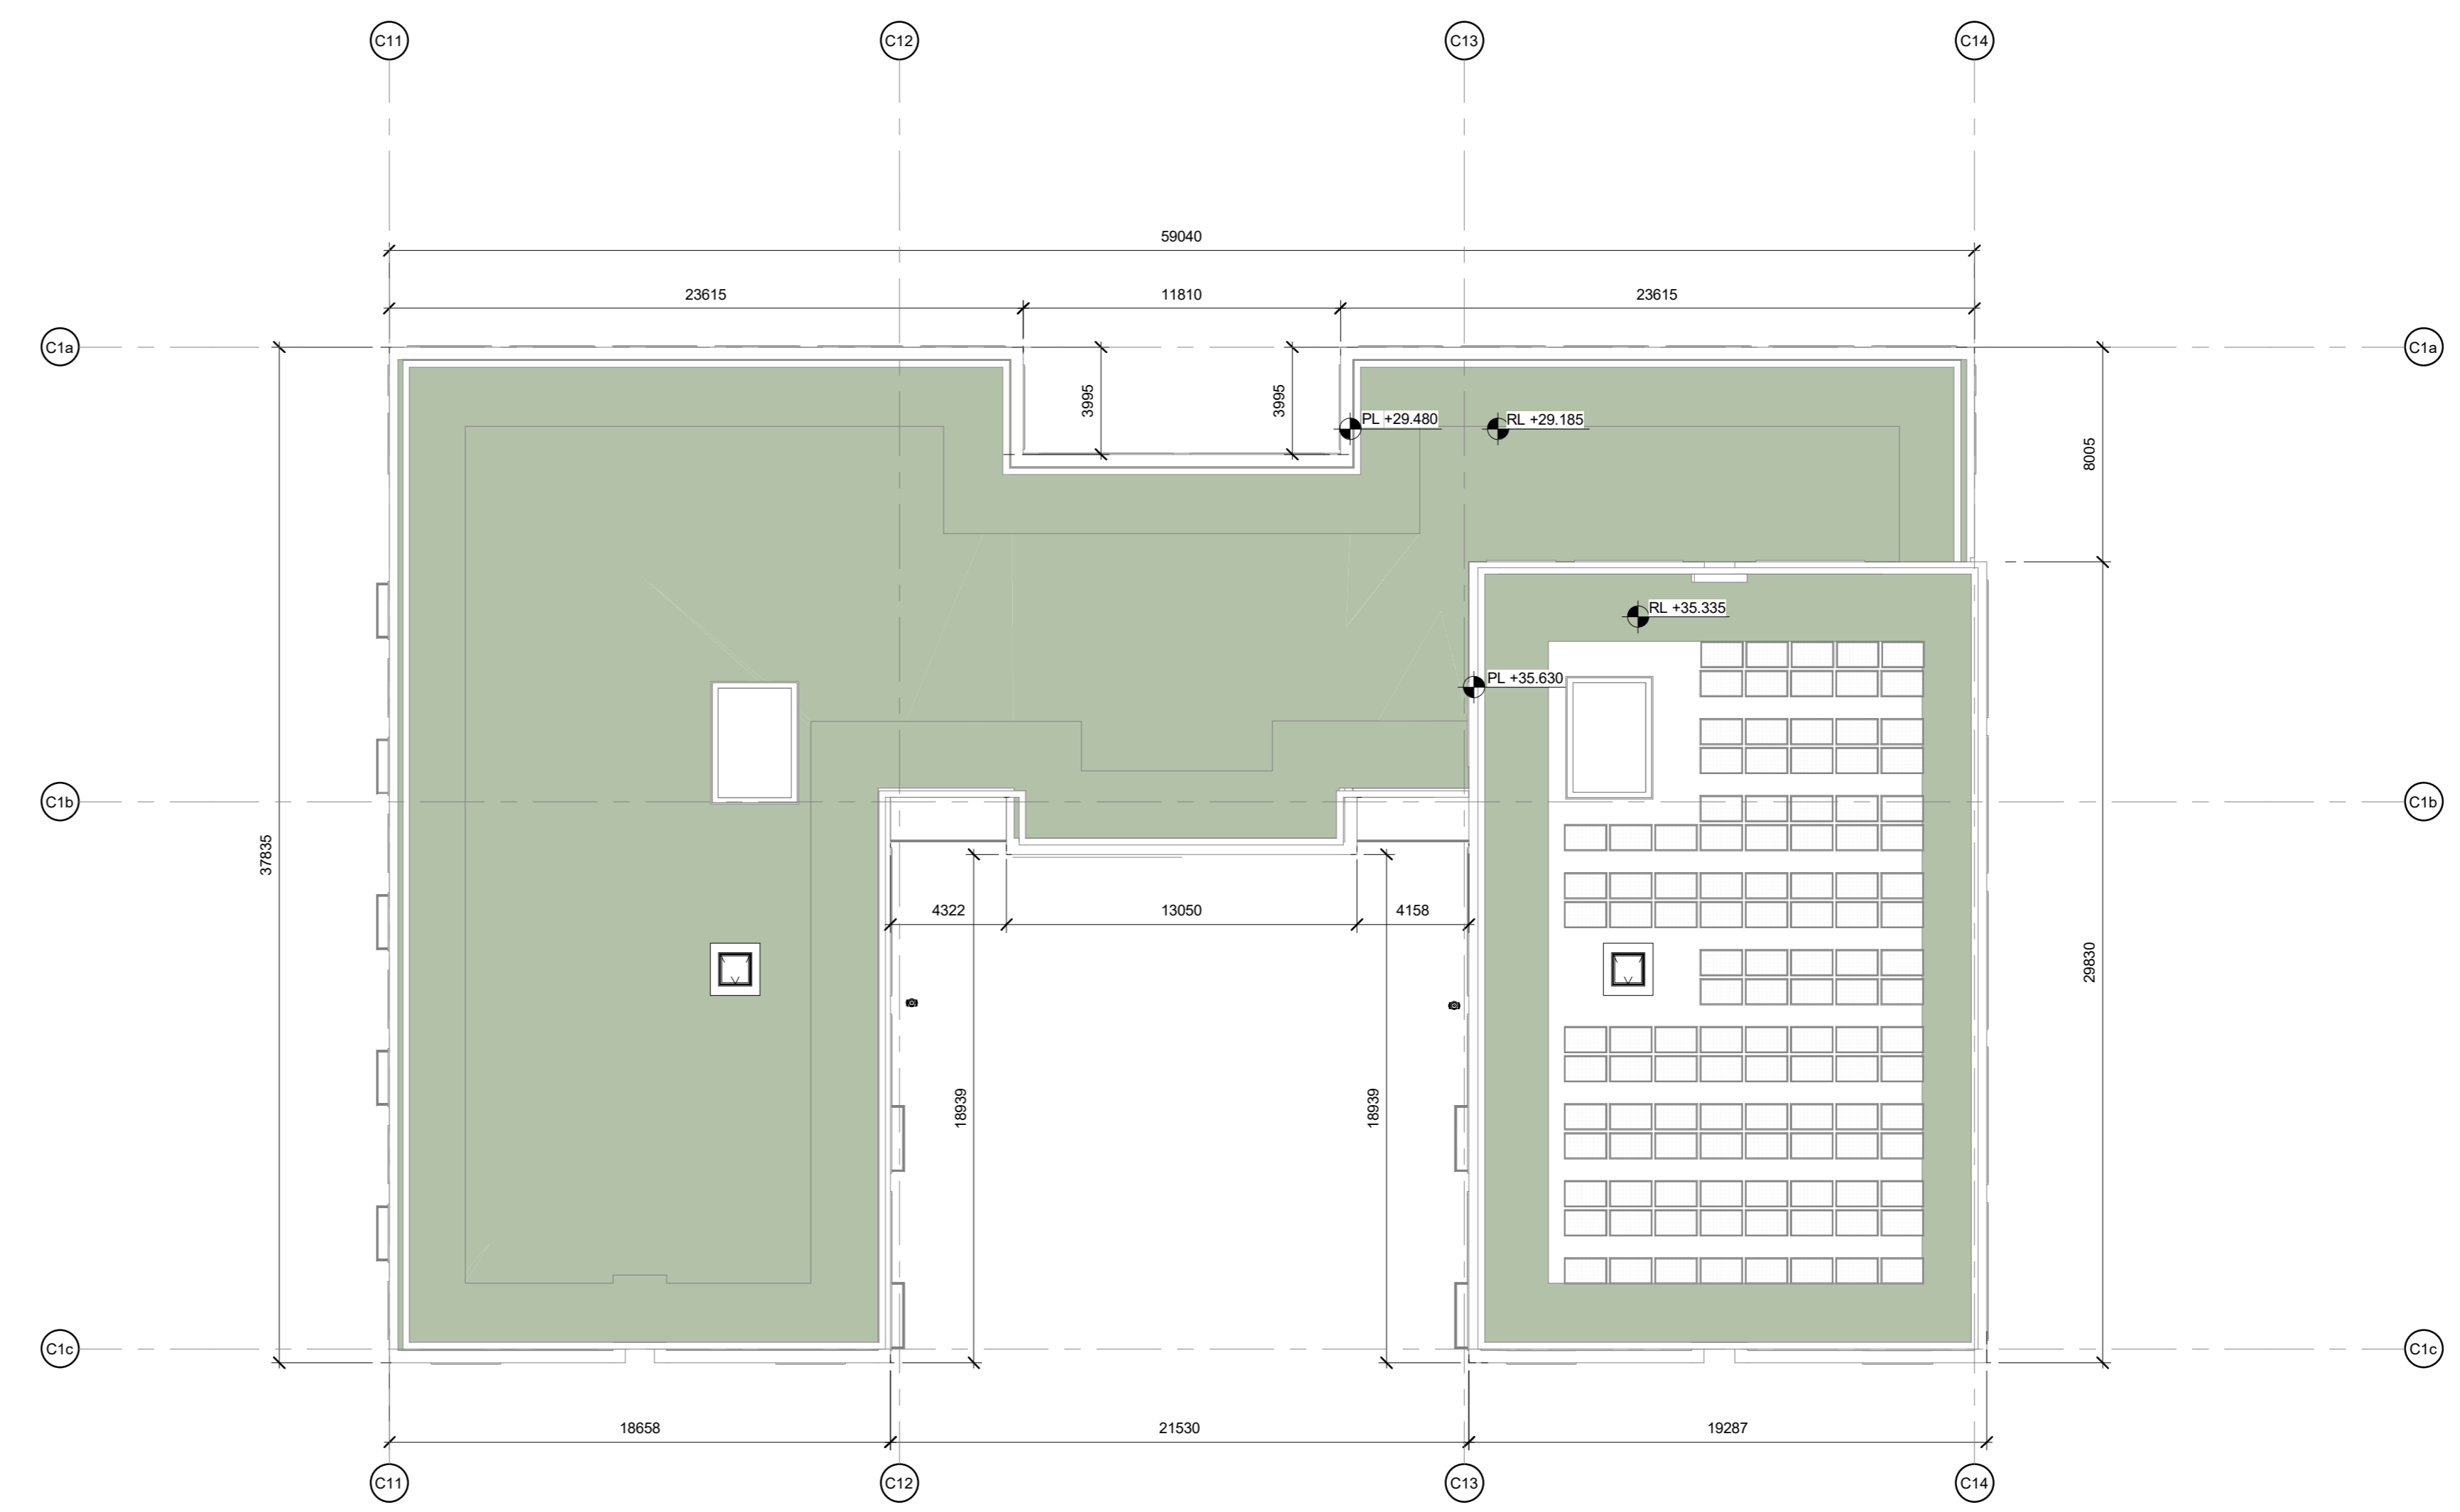 C11
C12
C13
C14
59040
23615
11810
23615
C1a
C1a
3995
3995
PL +29.480
RL +29.185
8005
RL +35.335
PL +35.630
C1b
C1b
37835
4322
13050
4158
29830
18939
18939
C1c
C1c
18658
21530
19287
C11
C12
C13
C14